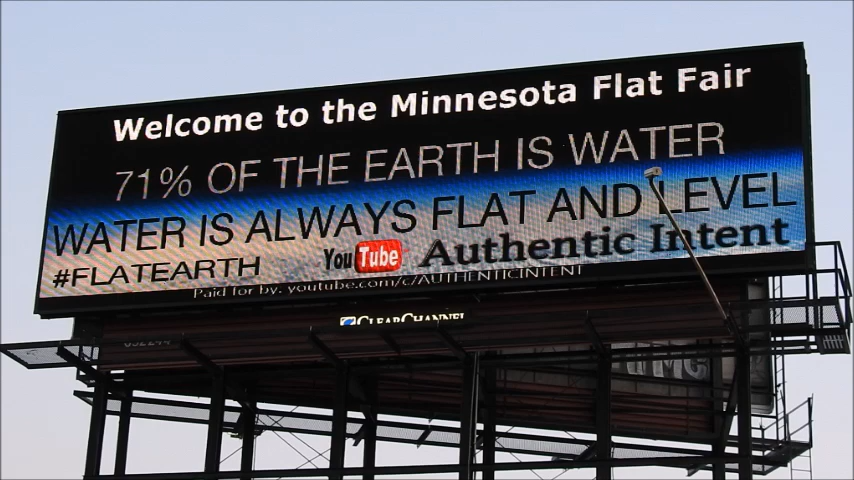 Welcome to the Minnesota Flat Fair
71% OF THE EARTH IS WATER
WATER IS ALWAYS FLAT AND LEVEL
#FLATEARTH YouTube Authentic Intent
Paid for by: youtube.com/c/AUTHENTICINTENT
CLEARCHANNEL